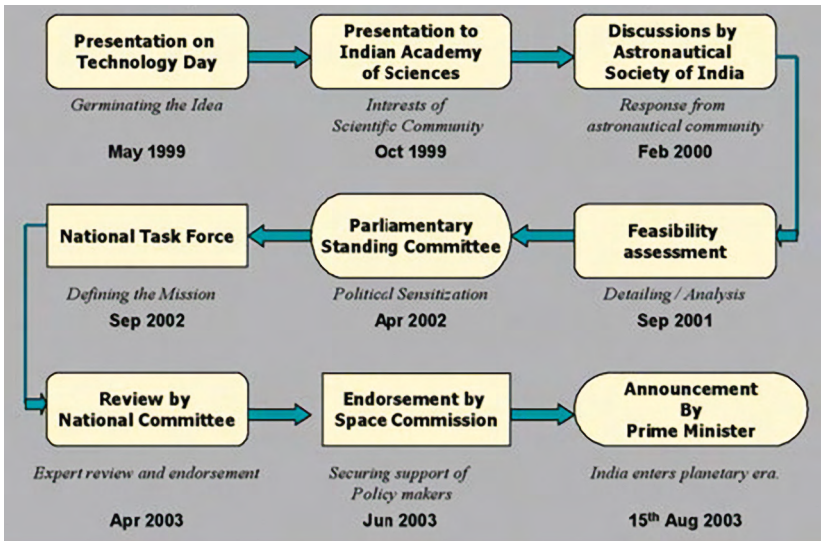 Presentation on
Technology Day
Germinating the Idea
May 1999
Presentation to
Indian Academy
of Sciences
Interests of
Scientific Community
Oct 1999
Discussions by
Astronautical
Society of India
Response from
astronautical community
Feb 2000
Feasibility
assessment
Detailing / Analysis
Sep 2001
Parliamentary
Standing Committee
Political Sensitization
Apr 2002
National Task Force
Defining the Mission
Sep 2002
Review by
National Committee
Expert review and endorsement
Apr 2003
Endorsement by
Space Commission
Securing support of
Policy makers
Jun 2003
Announcement
By
Prime Minister
India enters planetary era.
15th Aug 2003